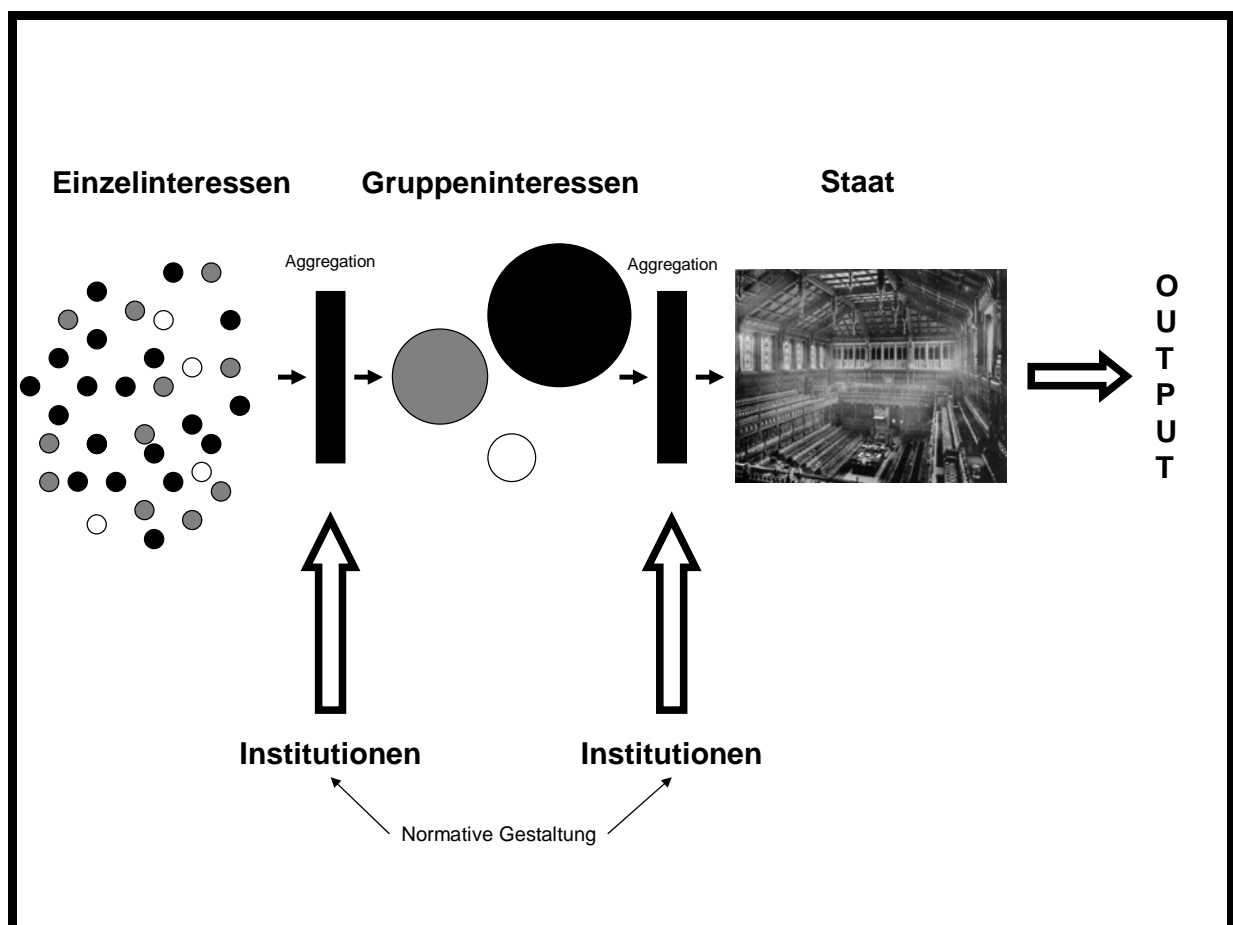 Einzelinteressen
Gruppeninteressen
Staat
Aggregation
Aggregation
O
U
T
P
U
T
Institutionen
Institutionen
Normative Gestaltung